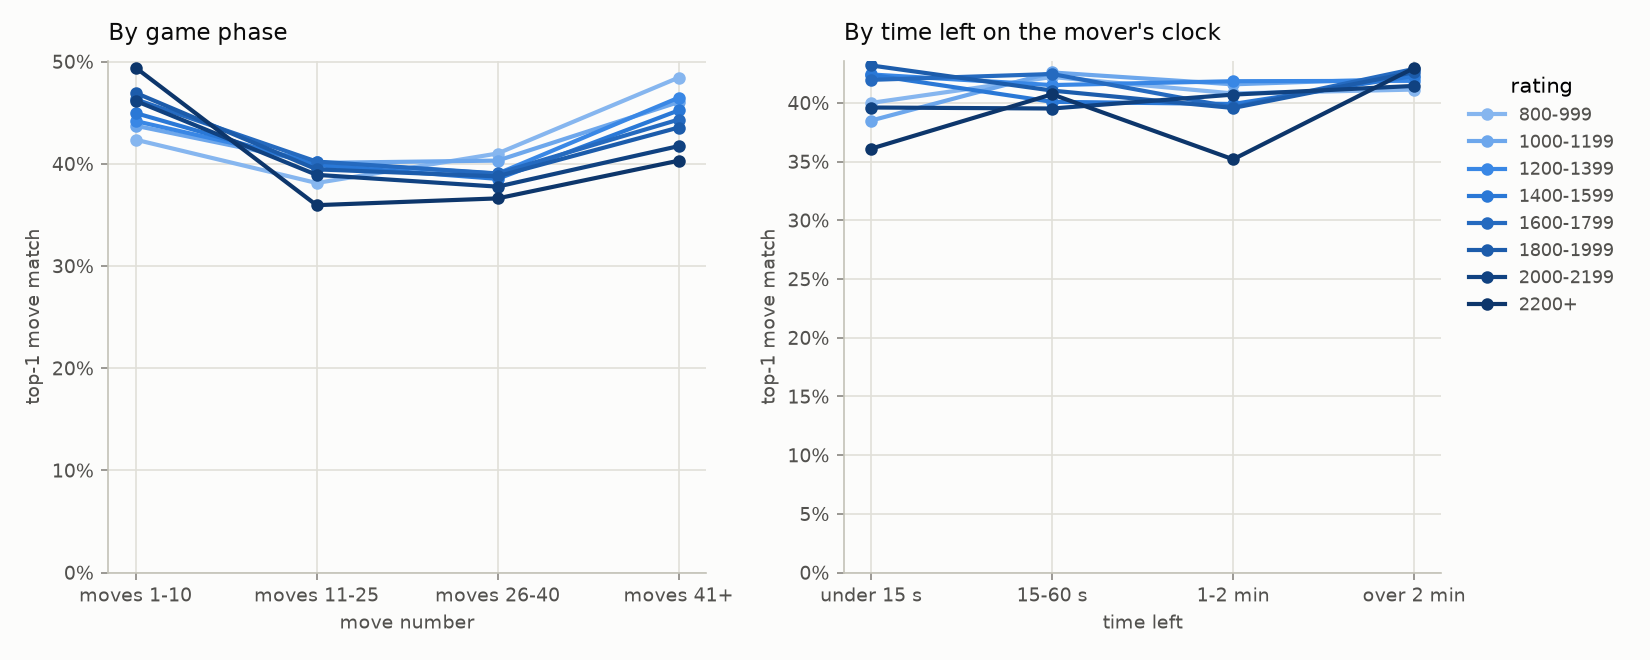 By game phase
50%
40%
30%
20%
10%
0%
top-1 move match
moves 1-10
moves 11-25
moves 26-40
moves 41+
move number
By time left on the mover's clock
40%
35%
30%
25%
20%
15%
10%
5%
0%
top-1 move match
under 15 s
15-60 s
1-2 min
over 2 min
time left
rating
800-999
1000-1199
1200-1399
1400-1599
1600-1799
1800-1999
2000-2199
2200+